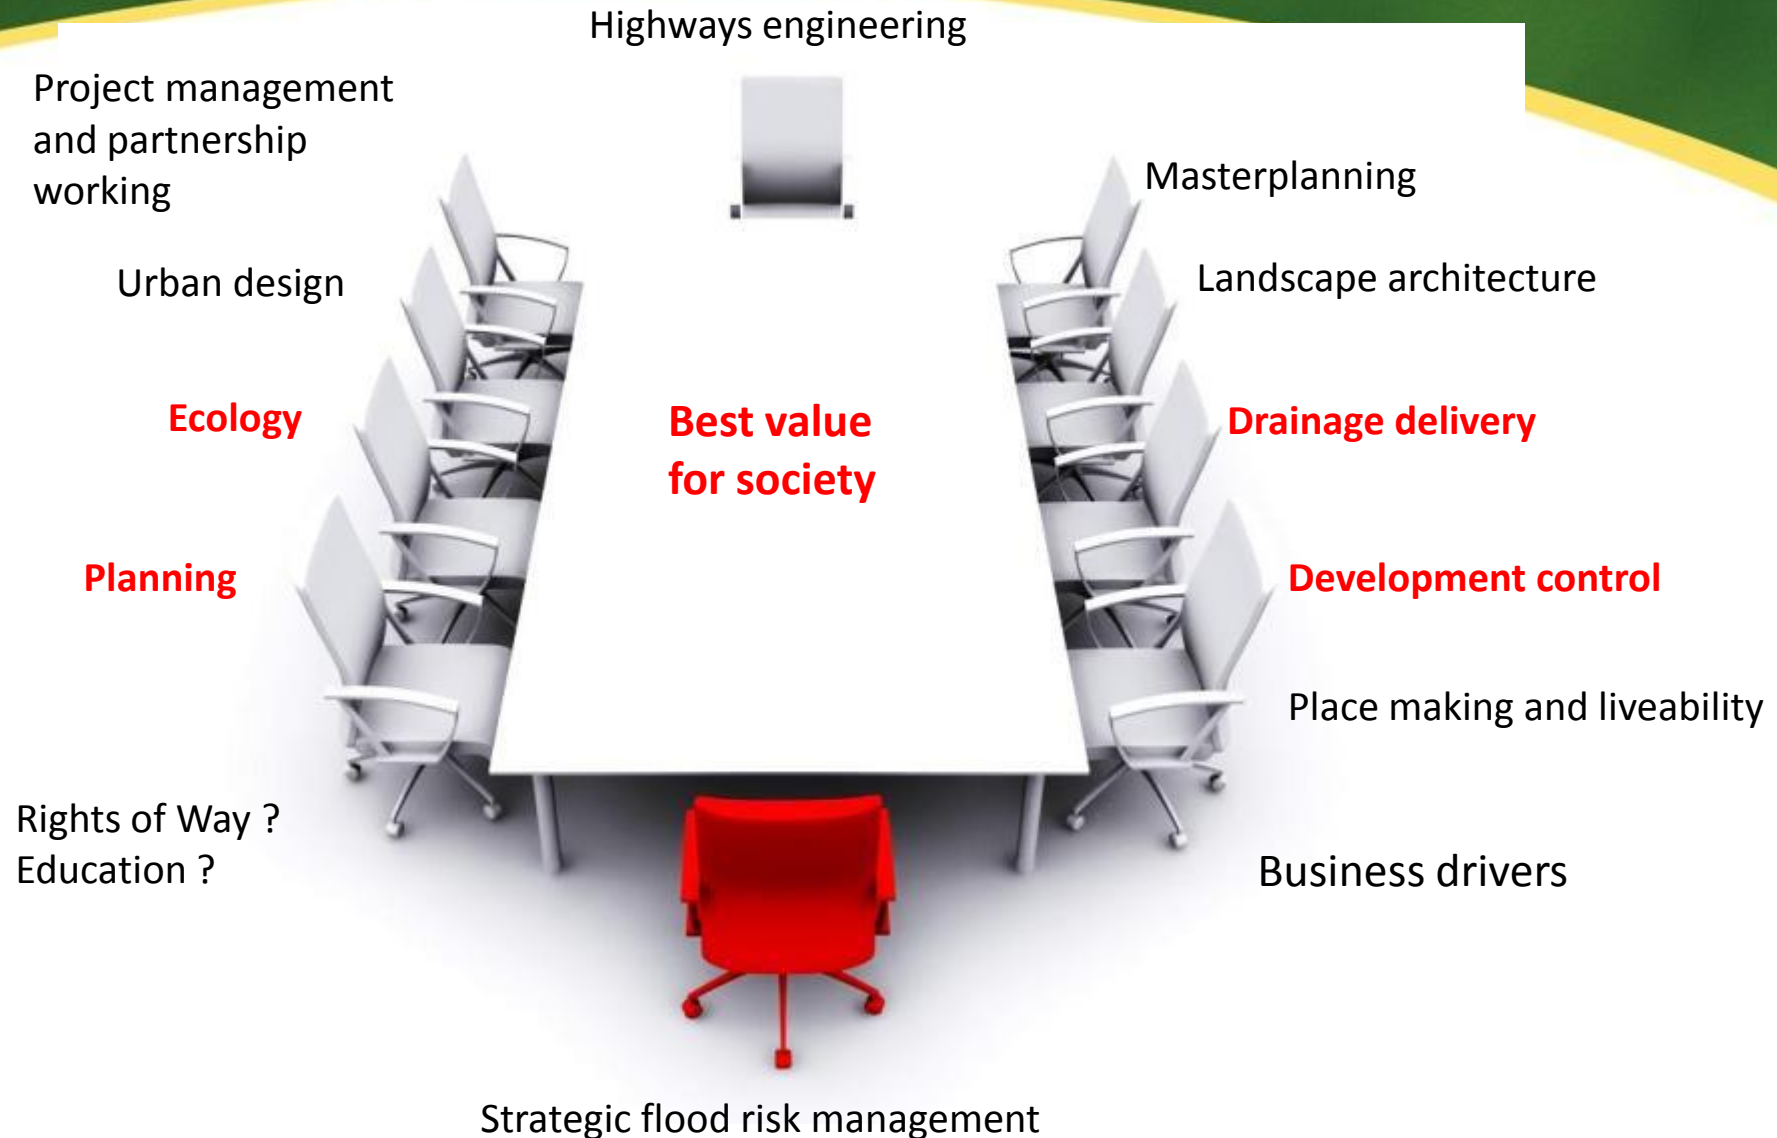 Highways engineering
Project management
and partnership
working
Masterplanning
Urban design
Landscape architecture
Ecology
Best value
for society
Drainage delivery
Planning
Development control
Place making and liveability
Rights of Way ?
Education ?
Business drivers
Strategic flood risk management